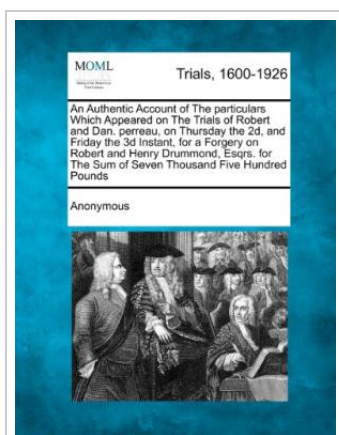 MOML
Trials, 1600-1926
An Authentic Account of The particulars
Which Appeared on The Trials of Robert
and Dan. perreau, on Thursday the 2d, and
Friday the 3d Instant, for a Forgery on
Robert and Henry Drummond, Esqrs. for
The Sum of Seven Thousand Five Hundred
Pounds
Anonymous